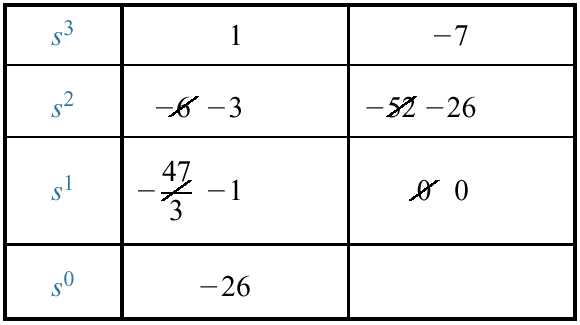 s³ 1 −7
s² −6 −3 −52 −26
s¹ −47/3 −1 0 0
s⁰ −26